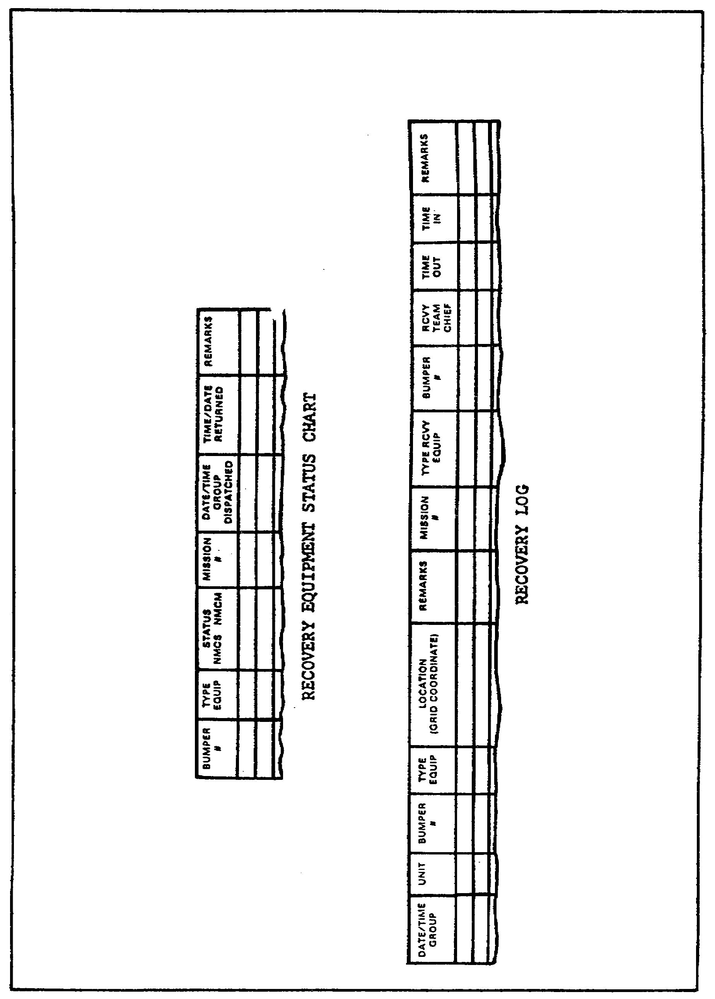 BUMPER
#
TYPE
EQUIP
STATUS
NMCS NMCM
MISSION
#
DATE/TIME
GROUP
DISPATCHED
TIME/DATE
RETURNED
REMARKS
RECOVERY EQUIPMENT STATUS CHART
DATE/TIME
GROUP
UNIT
BUMPER
#
TYPE
EQUIP
LOCATION
(GRID COORDINATE)
REMARKS
MISSION
#
TYPE RCVY
EQUIP
BUMPER
#
RCVY
TEAM
CHIEF
TIME
OUT
TIME
IN
REMARKS
RECOVERY LOG